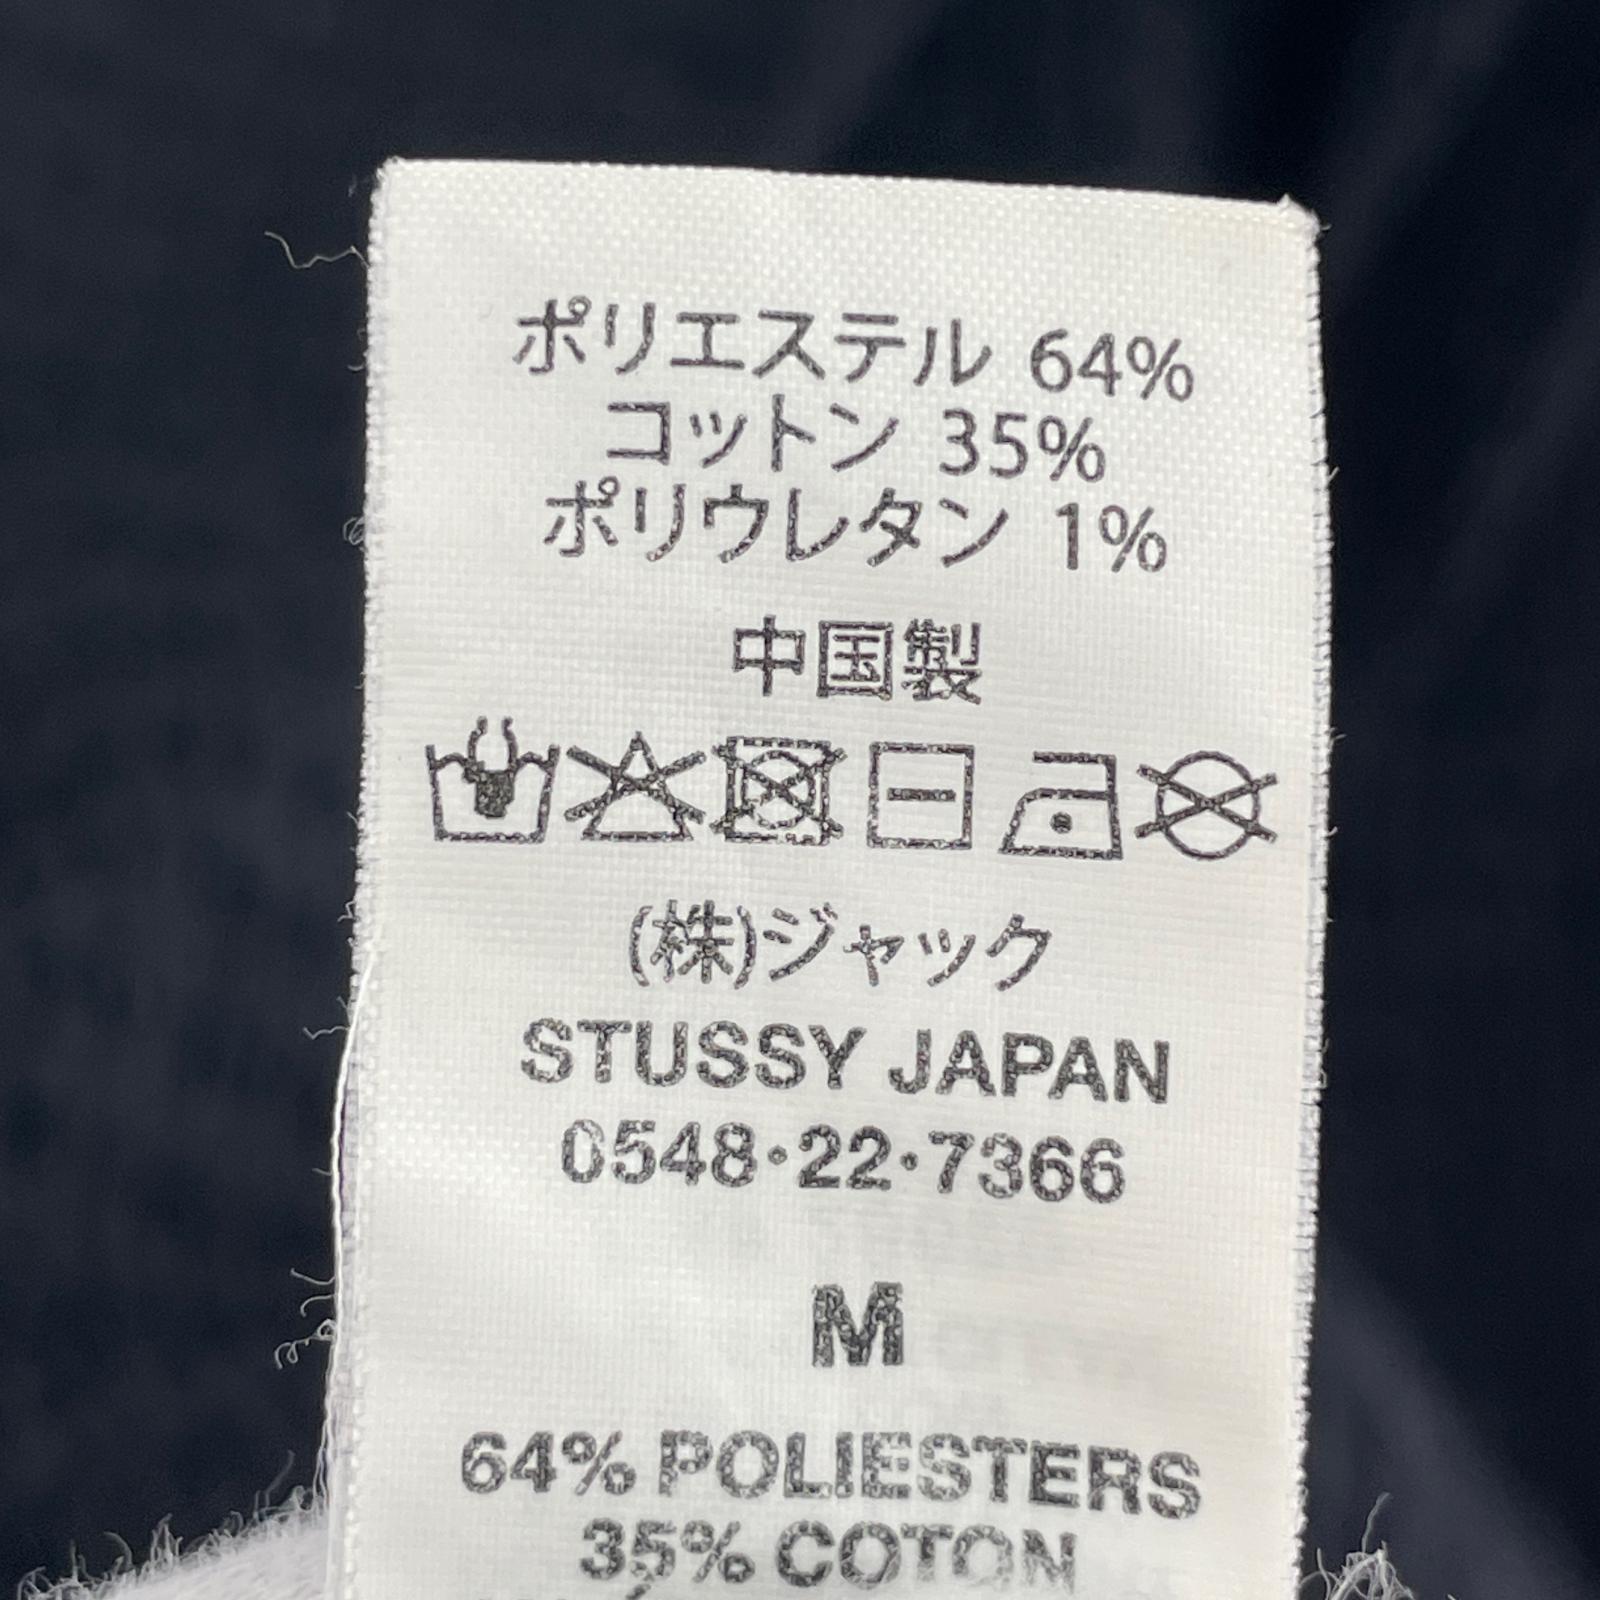 ポリエステル 64%
コットン 35%
ポリウレタン 1%
中国製
(株)ジャック
STUSSY JAPAN
0548·22·7366
M
64% POLIESTERS
35% COTON